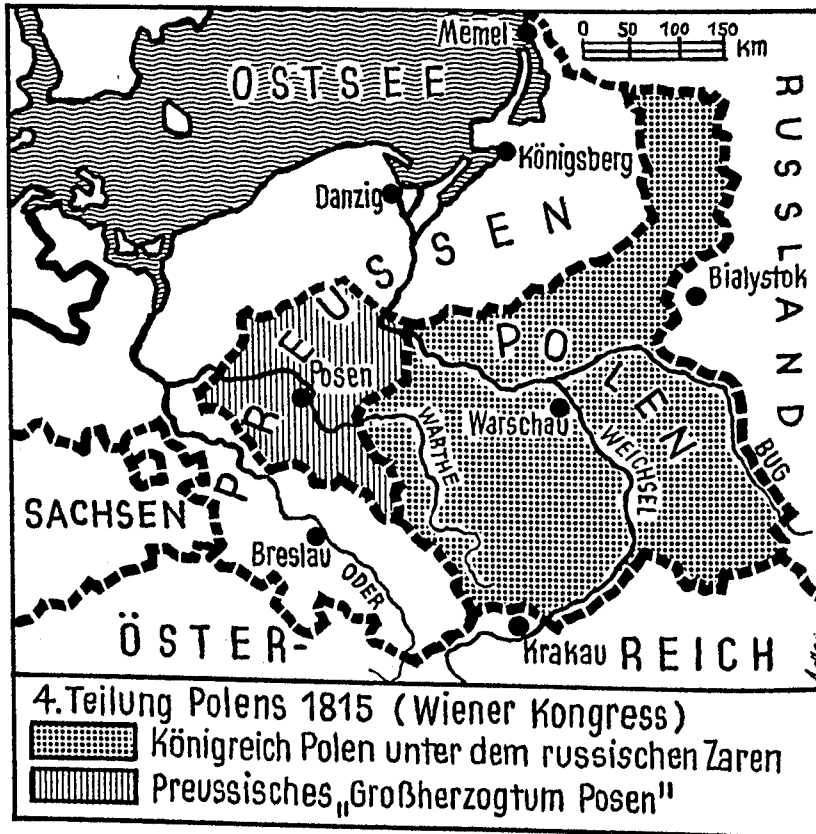 Memel
0 50 100 150
KM
OSTSEE
RUSSLAND
Königsberg
Danzig
PREUSSEN
Bialystok
POLEN
Posen
Warschau
WARTHE
WEICHSEL
BUG
SACHSEN
Breslau
ODER
ÖSTER-
Krakau
REICH
4. Teilung Polens 1815 (Wiener Kongress)
Königreich Polen unter dem russischen Zaren
Preussisches „Großherzogtum Posen"